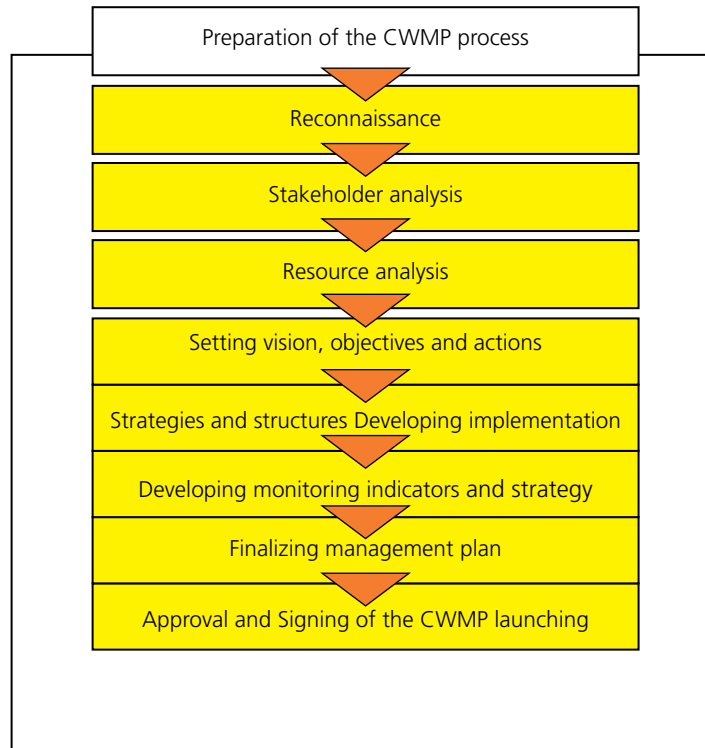 Preparation of the CWMP process
Reconnaissance
Stakeholder analysis
Resource analysis
Setting vision, objectives and actions
Strategies and structures Developing implementation
Developing monitoring indicators and strategy
Finalizing management plan
Approval and Signing of the CWMP launching